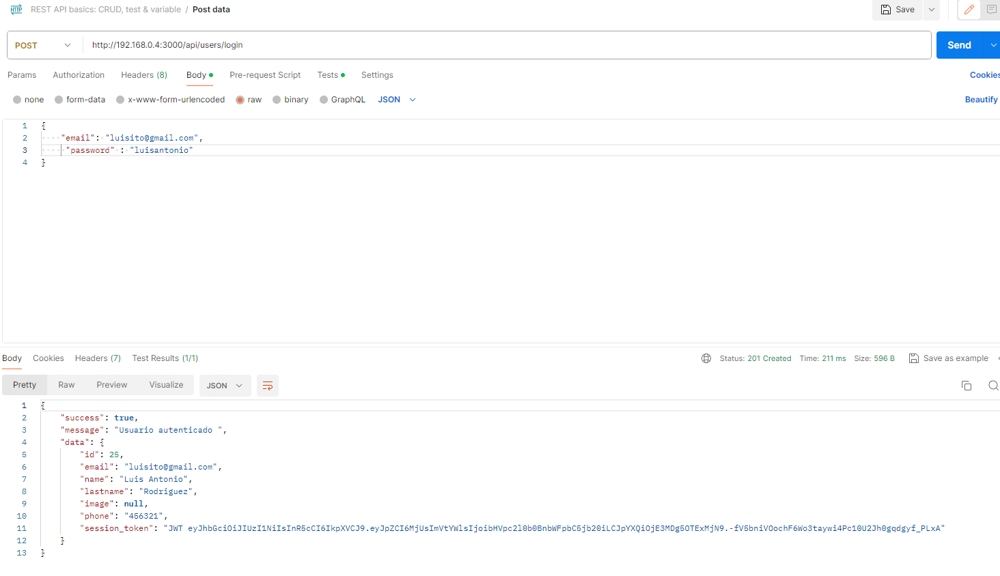 HTTP REST API basics: CRUD, test & variable / Post data Save
POST http://192.168.0.4:3000/api/users/login Send
Params Authorization Headers (8) Body Pre-request Script Tests Settings Cookies
none form-data x-www-form-urlencoded raw binary GraphQL JSON Beautify
1 {
2 "email": "luisito@gmail.com",
3 "password" : "luisantonio"
4 }
Body Cookies Headers (7) Test Results (1/1) Status: 201 Created Time: 211 ms Size: 596 B Save as example
Pretty Raw Preview Visualize JSON
1 {
2 "success": true,
3 "message": "Usuario autenticado ",
4 "data": {
5 "id": 25,
6 "email": "luisito@gmail.com",
7 "name": "Luis Antonio",
8 "lastname": "Rodriguez",
9 "image": null,
10 "phone": "456321",
11 "session_token": "JWT eyJhbGciOiJIUzI1NiIsInR5cCI6IkpXVCJ9.eyJpZCI6MjUsImVtYWlsIjoibHVpc2l0b0BnbWFpbC5jb20iLCJpYXQiOjE3MDg5OTExMjN9.-fV5bniVOochF6Wo3taywi4Pc10U2Jh0gqdgyf_PLxA"
12 }
13 }